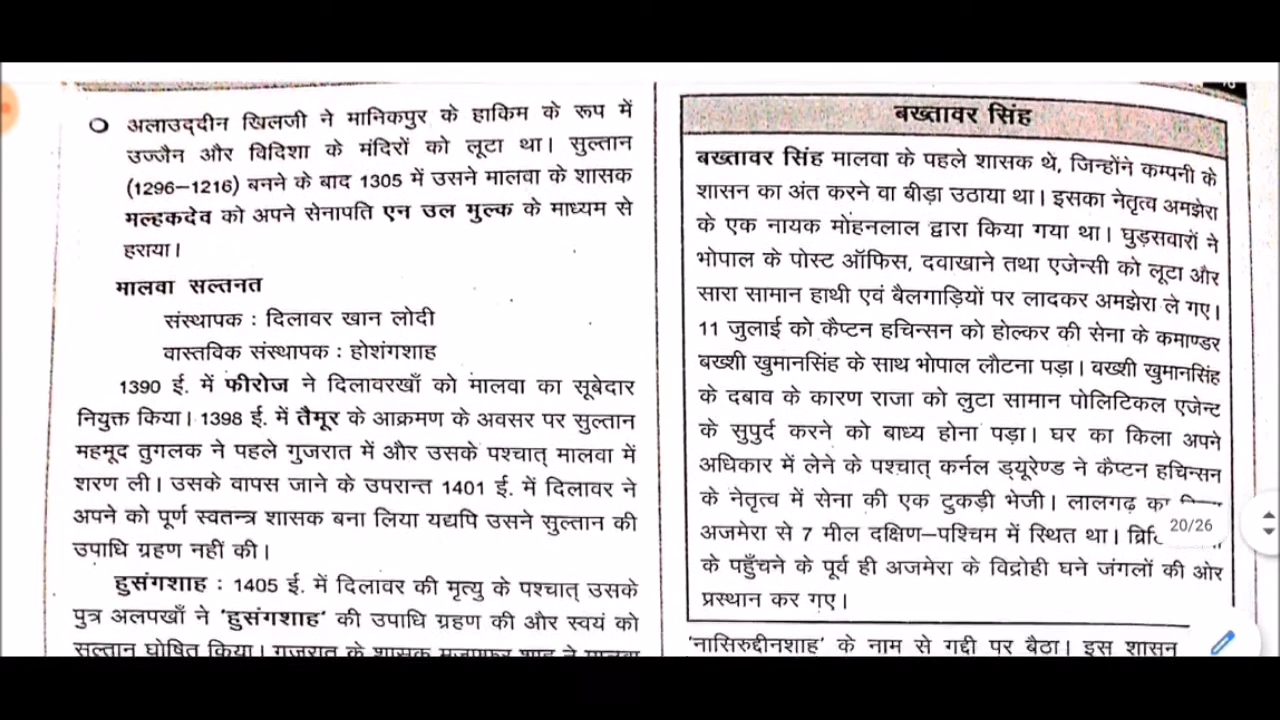 अलाउद्दीन खिलजी ने मानिकपुर के हाकिम के रूप में
उज्जैन और विदिशा के मंदिरों को लूटा था। सुल्तान
(1296–1216) बनने के बाद 1305 में उसने मालवा के शासक
मल्हकदेव को अपने सेनापति एन उल मुल्क के माध्यम से
हराया।
मालवा सल्तनत
संस्थापक : दिलावर खान लोदी
वास्तविक संस्थापक : होशंगशाह
1390 ई. में फीरोज ने दिलावरखाँ को मालवा का सूबेदार
नियुक्त किया। 1398 ई. में तैमूर के आक्रमण के अवसर पर सुल्तान
महमूद तुगलक ने पहले गुजरात में और उसके पश्चात् मालवा में
शरण ली। उसके वापस जाने के उपरान्त 1401 ई. में दिलावर ने
अपने को पूर्ण स्वतन्त्र शासक बना लिया यद्यपि उसने सुल्तान की
उपाधि ग्रहण नहीं की।
हुसंगशाह : 1405 ई. में दिलावर की मृत्यु के पश्चात् उसके
पुत्र अलपखाँ ने 'हुसंगशाह' की उपाधि ग्रहण की और स्वयं को
सुल्तान घोषित किया। गुजरात के शासक मुजफ्फर शाह ने मालवा
बख्तावर सिंह
बख्तावर सिंह मालवा के पहले शासक थे, जिन्होंने कम्पनी के
शासन का अंत करने वा बीड़ा उठाया था। इसका नेतृत्व अमझेरा
के एक नायक मोहनलाल द्वारा किया गया था। घुड़सवारों ने
भोपाल के पोस्ट ऑफिस, दवाखाने तथा एजेन्सी को लूटा और
सारा सामान हाथी एवं बैलगाड़ियों पर लादकर अमझेरा ले गए।
11 जुलाई को कैप्टन हचिन्सन को होल्कर की सेना के कमाण्डर
बख्शी खुमानसिंह के साथ भोपाल लौटना पड़ा। बख्शी खुमानसिंह
के दबाव के कारण राजा को लुटा सामान पोलिटिकल एजेन्ट
के सुपुर्द करने को बाध्य होना पड़ा। घर का किला अपने
अधिकार में लेने के पश्चात् कर्नल ड्यूरेण्ड ने कैप्टन हचिन्सन
के नेतृत्व में सेना की एक टुकड़ी भेजी। लालगढ़ का
अजमेरा से 7 मील दक्षिण–पश्चिम में स्थित था।
के पहुँचने के पूर्व ही अजमेरा के विद्रोही घने जंगलों की ओर
प्रस्थान कर गए।
'नासिरुद्दीनशाह' के नाम से गद्दी पर बैठा। इस शासन
20/26